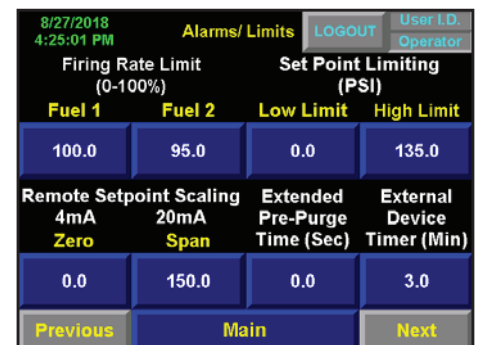 8/27/2018
4:25:01 PM
Alarms/ Limits
LOGOUT
User I.D.
Operator
Firing Rate Limit
(0-100%)
Fuel 1
Fuel 2
Set Point Limiting
(PSI)
Low Limit
High Limit
100.0
95.0
0.0
135.0
Remote Setpoint Scaling
4mA
20mA
Zero
Span
Extended
Pre-Purge
Time (Sec)
External
Device
Timer (Min)
0.0
150.0
0.0
3.0
Previous
Main
Next